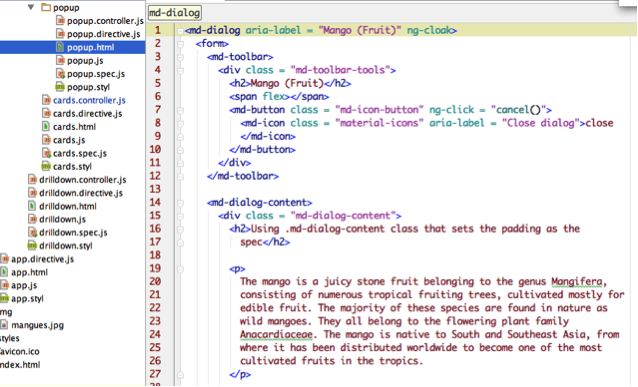 popup
popup.controller.js
popup.directive.js
popup.html
popup.js
popup.spec.js
popup.styl
cards.controller.js
cards.directive.js
cards.html
cards.js
cards.spec.js
cards.styl
drilldown.controller.js
drilldown.directive.js
drilldown.html
drilldown.js
drilldown.spec.js
drilldown.styl
app.directive.js
app.html
app.js
app.styl
mg
mangues.jpg
styles
avicon.ico
ndex.html
md-dialog
1 <md-dialog aria-label = "Mango (Fruit)" ng-cloak>
2 <form>
3 <md-toolbar>
4 <div class = "md-toolbar-tools">
5 <h2>Mango (Fruit)</h2>
6 <span flex></span>
7 <md-button class = "md-icon-button" ng-click = "cancel()">
8 <md-icon class = "material-icons" aria-label = "Close dialog">close
9 </md-icon>
10 </md-button>
11 </div>
12 </md-toolbar>
13
14 <md-dialog-content>
15 <div class = "md-dialog-content">
16 <h2>Using .md-dialog-content class that sets the padding as the
17 spec</h2>
18
19 <p>
20 The mango is a juicy stone fruit belonging to the genus Mangifera,
21 consisting of numerous tropical fruiting trees, cultivated mostly for
22 edible fruit. The majority of these species are found in nature as
23 wild mangoes. They all belong to the flowering plant family
24 Anacardiaceae. The mango is native to South and Southeast Asia, from
25 where it has been distributed worldwide to become one of the most
26 cultivated fruits in the tropics.
27 </p>
28